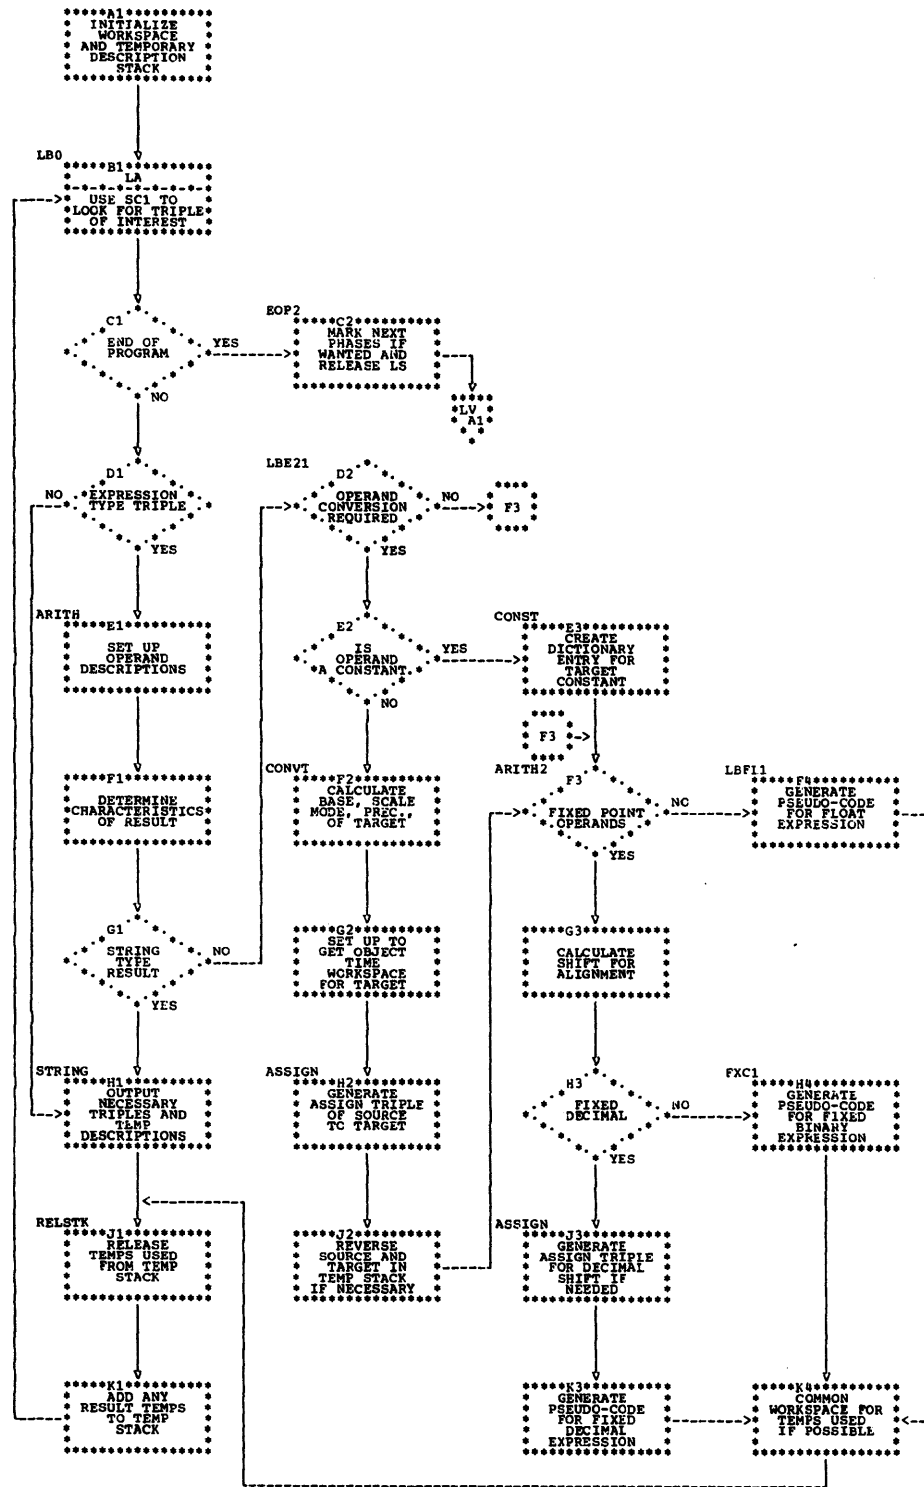 A1
INITIALIZE
WORKSPACE
AND TEMPORARY
DESCRIPTION
STACK
LB0
B1
LA
USE SC1 TO
LOOK FOR TRIPLE
OF INTEREST
C1
END OF
PROGRAM
YES
NO
EOP2
C2
MARK NEXT
PHASES IF
WANTED AND
RELEASE LS
LV
A1
D1
EXPRESSION
TYPE TRIPLE
NO
YES
LBE21
D2
OPERAND
CONVERSION
REQUIRED
NO
YES
F3
ARITH
E1
SET UP
OPERAND
DESCRIPTIONS
E2
IS
OPERAND
A CONSTANT
YES
NO
CONST
E3
CREATE
DICTIONARY
ENTRY FOR
TARGET
CONSTANT
F3
F1
DETERMINE
CHARACTERISTICS
OF RESULT
CONVT
F2
CALCULATE
BASE, SCALE
MODE, PREC.,
OF TARGET
ARITH2
F3
FIXED POINT
OPERANDS
NO
YES
LBF11
F4
GENERATE
PSEUDO-CODE
FOR FLOAT
EXPRESSION
G1
STRING
TYPE
RESULT
NO
YES
G2
SET UP TO
GET OBJECT
TIME
WORKSPACE
FOR TARGET
G3
CALCULATE
SHIFT FOR
ALIGNMENT
STRING
H1
OUTPUT
NECESSARY
TRIPLES AND
TEMP
DESCRIPTIONS
ASSIGN
H2
GENERATE
ASSIGN TRIPLE
OF SOURCE
TO TARGET
H3
FIXED
DECIMAL
NO
YES
FXC1
H4
GENERATE
PSEUDO-CODE
FOR FIXED
BINARY
EXPRESSION
RELSTK
J1
RELEASE
TEMPS USED
FROM TEMP
STACK
J2
REVERSE
SOURCE AND
TARGET IN
TEMP STACK
IF NECESSARY
ASSIGN
J3
GENERATE
ASSIGN TRIPLE
FOR DECIMAL
SHIFT IF
NEEDED
K1
ADD ANY
RESULT TEMPS
TO TEMP
STACK
K3
GENERATE
PSEUDO-CODE
FOR FIXED
DECIMAL
EXPRESSION
K4
COMMON
WORKSPACE FOR
TEMPS USED
IF POSSIBLE